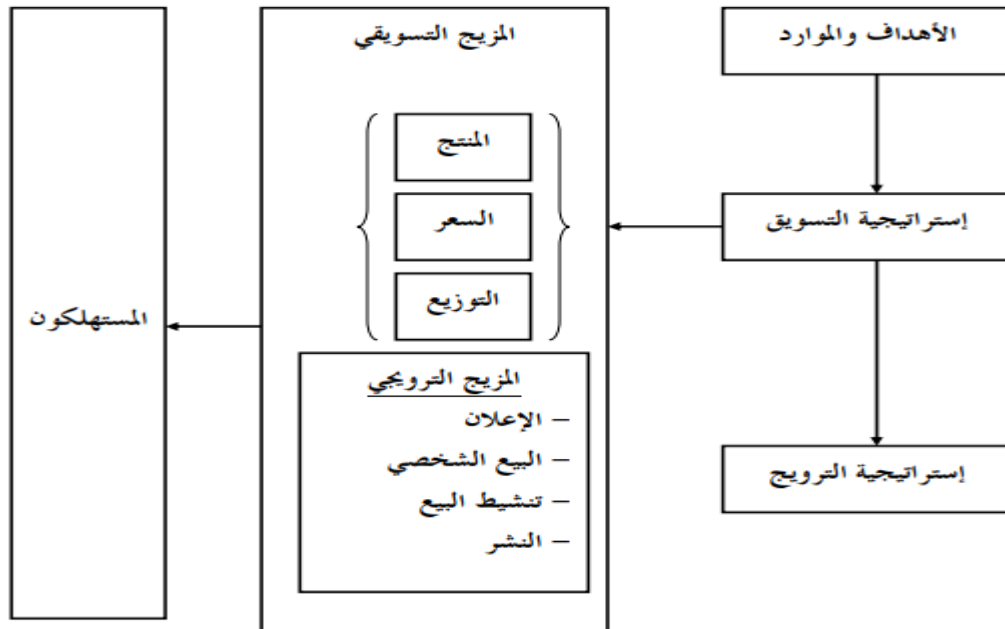 الأهداف والموارد
إستراتيجية التسويق
إستراتيجية الترويج
المزيج التسويقي
المنتج
السعر
التوزيع
المزيج الترويجي
– الإعلان
– البيع الشخصي
– تنشيط البيع
– النشر
المستهلكون